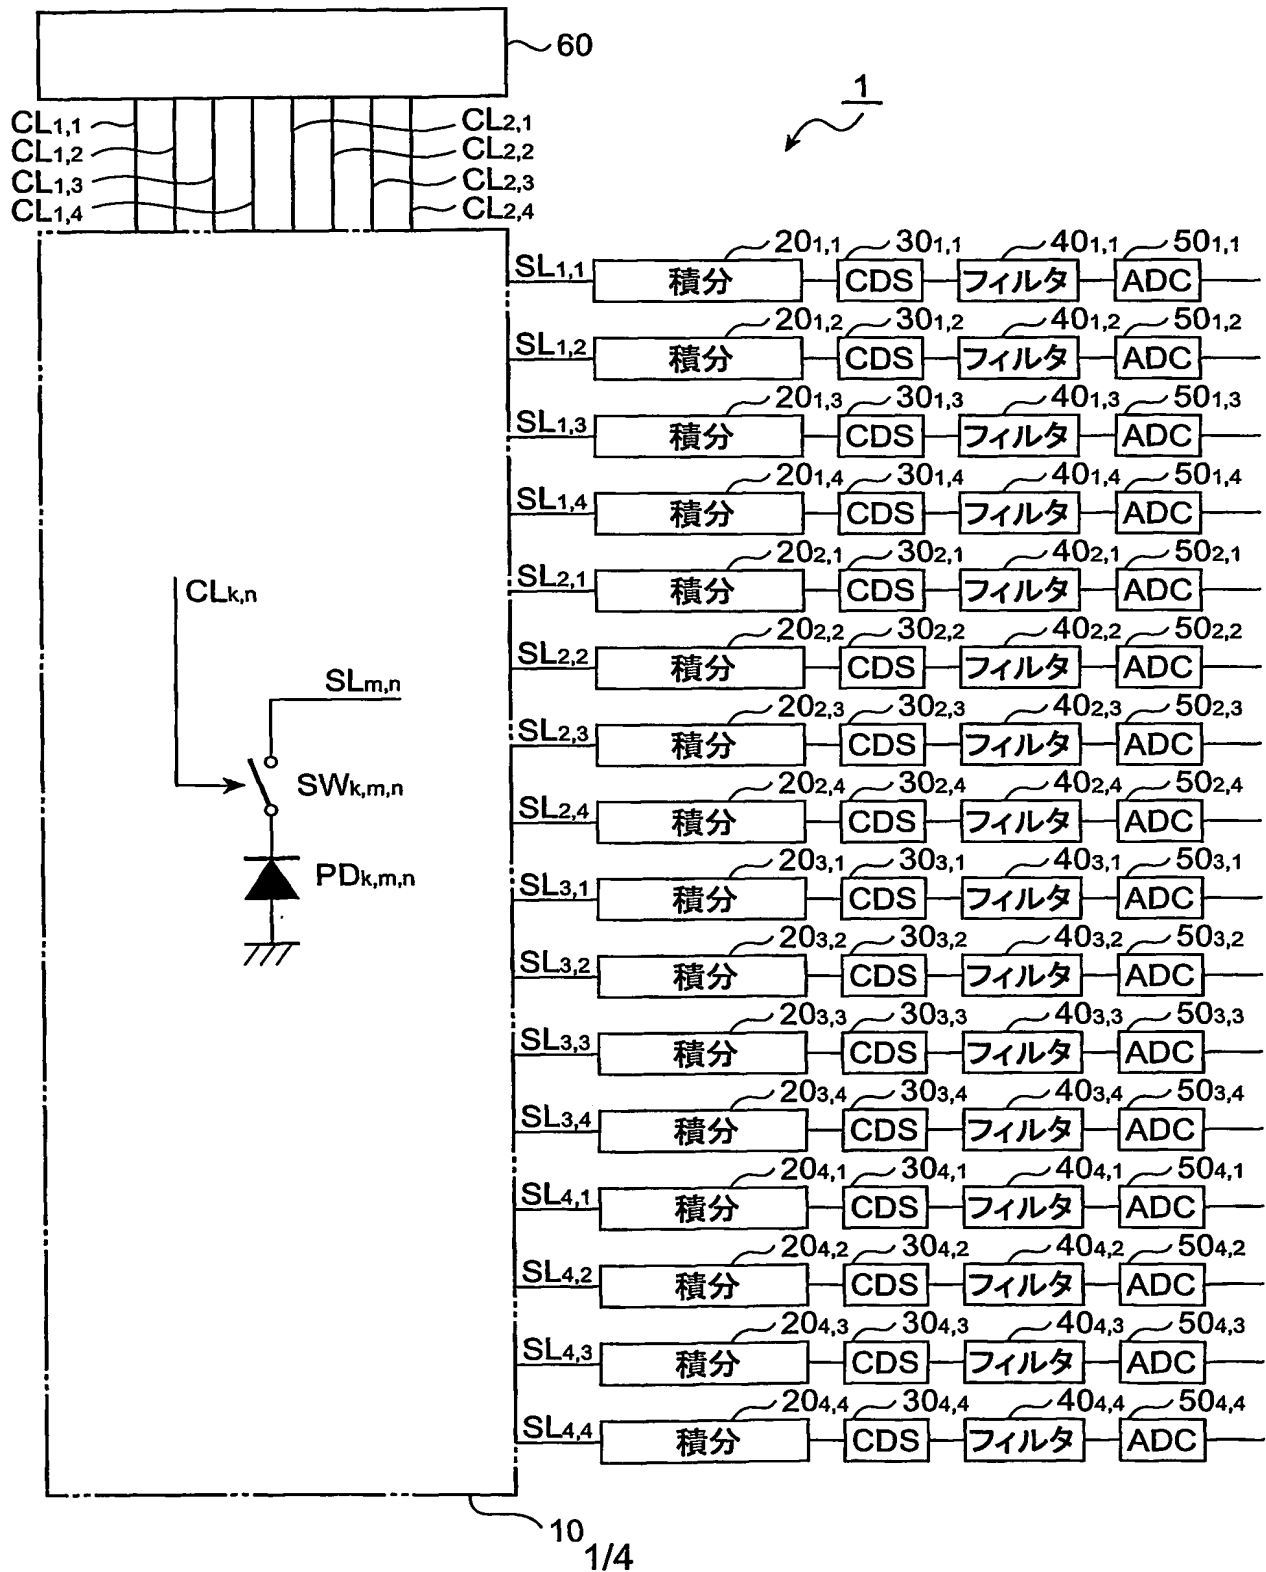 60
1
CL1,1
CL1,2
CL1,3
CL1,4
CL2,1
CL2,2
CL2,3
CL2,4
SL1,1 積分 201,1 CDS 301,1 フィルタ 401,1 ADC 501,1
SL1,2 積分 201,2 CDS 301,2 フィルタ 401,2 ADC 501,2
SL1,3 積分 201,3 CDS 301,3 フィルタ 401,3 ADC 501,3
SL1,4 積分 201,4 CDS 301,4 フィルタ 401,4 ADC 501,4
SL2,1 積分 202,1 CDS 302,1 フィルタ 402,1 ADC 502,1
SL2,2 積分 202,2 CDS 302,2 フィルタ 402,2 ADC 502,2
SL2,3 積分 202,3 CDS 302,3 フィルタ 402,3 ADC 502,3
SL2,4 積分 202,4 CDS 302,4 フィルタ 402,4 ADC 502,4
SL3,1 積分 203,1 CDS 303,1 フィルタ 403,1 ADC 503,1
SL3,2 積分 203,2 CDS 303,2 フィルタ 403,2 ADC 503,2
SL3,3 積分 203,3 CDS 303,3 フィルタ 403,3 ADC 503,3
SL3,4 積分 203,4 CDS 303,4 フィルタ 403,4 ADC 503,4
SL4,1 積分 204,1 CDS 304,1 フィルタ 404,1 ADC 504,1
SL4,2 積分 204,2 CDS 304,2 フィルタ 404,2 ADC 504,2
SL4,3 積分 204,3 CDS 304,3 フィルタ 404,3 ADC 504,3
SL4,4 積分 204,4 CDS 304,4 フィルタ 404,4 ADC 504,4
CLk,n
SLm,n
SWk,m,n
PDk,m,n
10
1/4